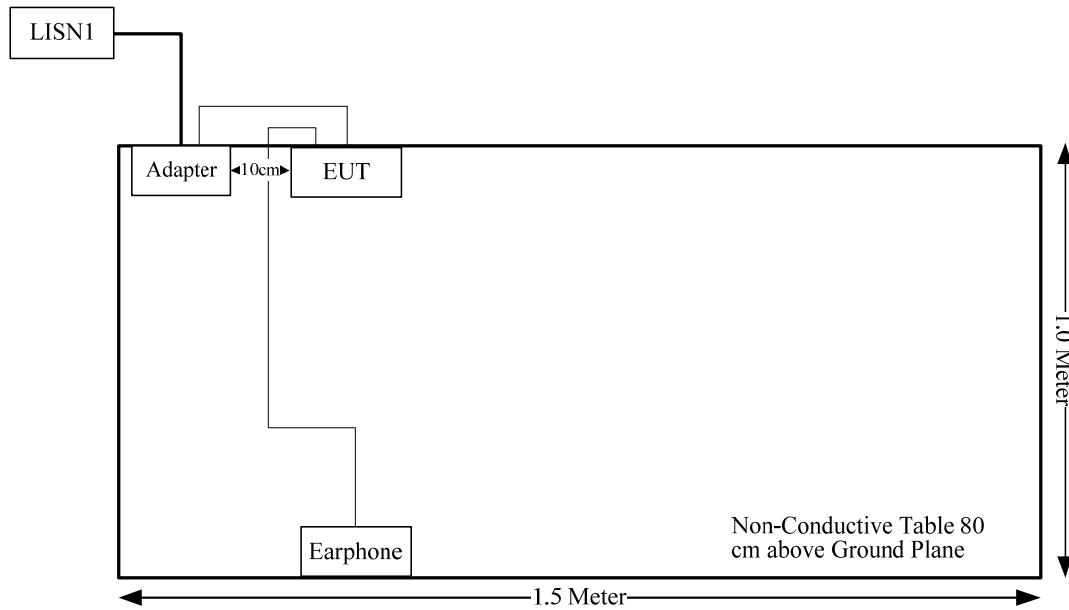 LISN1
Adapter
10cm
EUT
1.0 Meter
Earphone
Non-Conductive Table 80
cm above Ground Plane
1.5 Meter